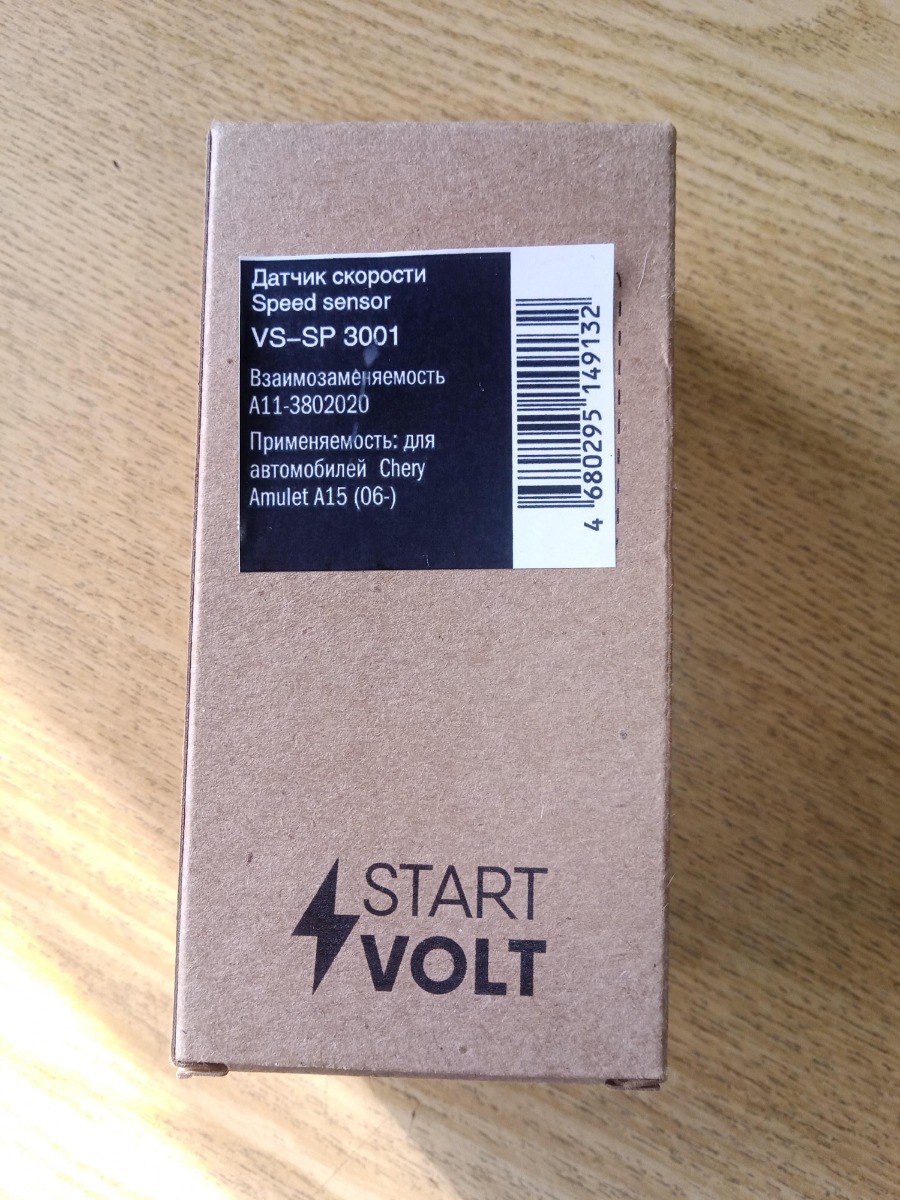 Датчик скорости
Speed sensor
VS–SP 3001
Взаимозаменяемость
A11-3802020
Применяемость: для
автомобилей Chery
Amulet A15 (06-)
4 680295 149132
START
VOLT